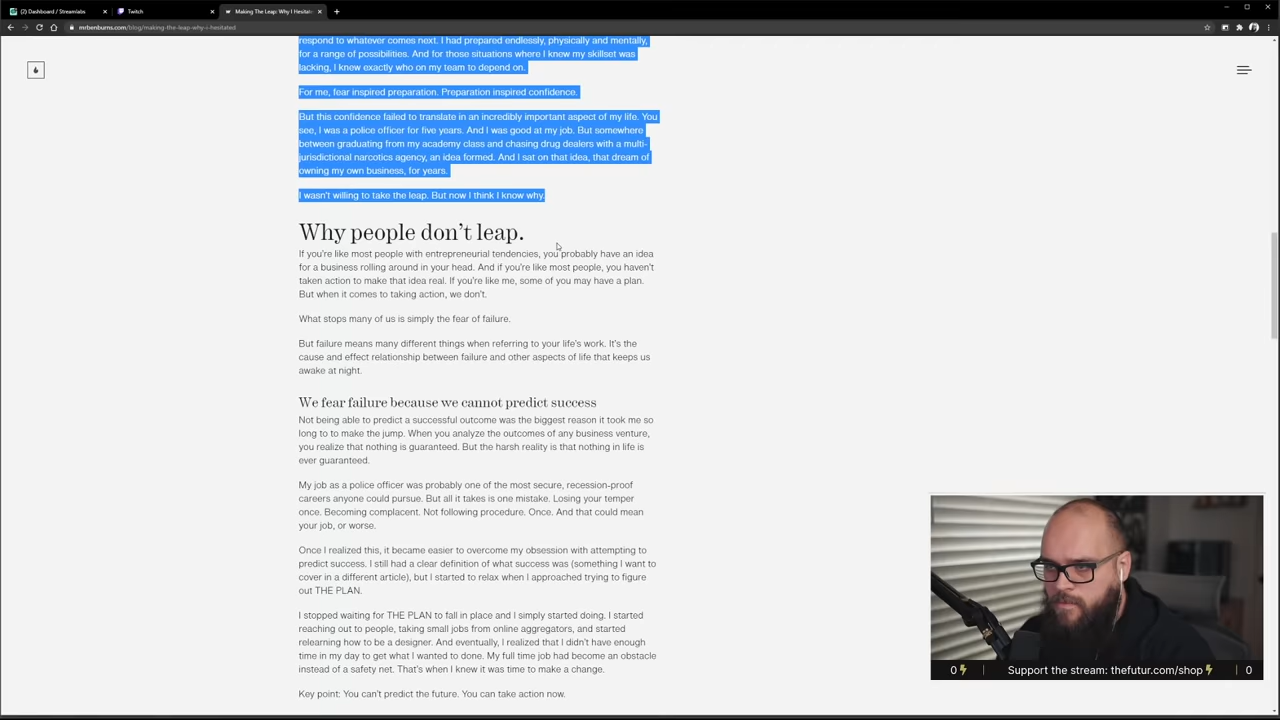 (2) Dashboard / Streamlabs
Twitch
Making The Leap: Why I Hesitate
mrbenburns.com/blog/making-the-leap-why-i-hesitated
respond to whatever comes next. I had prepared endlessly, physically and mentally,
for a range of possibilities. And for those situations where I knew my skillset was
lacking, I knew exactly who on my team to depend on.
For me, fear inspired preparation. Preparation inspired confidence.
But this confidence failed to translate in an incredibly important aspect of my life. You
see, I was a police officer for five years. And I was good at my job. But somewhere
between graduating from my academy class and chasing drug dealers with a multi-
jurisdictional narcotics agency, an idea formed. And I sat on that idea, that dream of
owning my own business, for years.
I wasn't willing to take the leap. But now I think I know why.
Why people don't leap.
If you're like most people with entrepreneurial tendencies, you probably have an idea
for a business rolling around in your head. And if you're like most people, you haven't
taken action to make that idea real. If you're like me, some of you may have a plan.
But when it comes to taking action, we don't.
What stops many of us is simply the fear of failure.
But failure means many different things when referring to your life's work. It's the
cause and effect relationship between failure and other aspects of life that keeps us
awake at night.
We fear failure because we cannot predict success
Not being able to predict a successful outcome was the biggest reason it took me so
long to to make the jump. When you analyze the outcomes of any business venture,
you realize that nothing is guaranteed. But the harsh reality is that nothing in life is
ever guaranteed.
My job as a police officer was probably one of the most secure, recession-proof
careers anyone could pursue. But all it takes is one mistake. Losing your temper
once. Becoming complacent. Not following procedure. Once. And that could mean
your job, or worse.
Once I realized this, it became easier to overcome my obsession with attempting to
predict success. I still had a clear definition of what success was (something I want to
cover in a different article), but I started to relax when I approached trying to figure
out THE PLAN.
I stopped waiting for THE PLAN to fall in place and I simply started doing. I started
reaching out to people, taking small jobs from online aggregators, and started
relearning how to be a designer. And eventually, I realized that I didn't have enough
time in my day to get what I wanted to done. My full time job had become an obstacle
instead of a safety net. That's when I knew it was time to make a change.
Key point: You can't predict the future. You can take action now.
0 Support the stream: thefutur.com/shop 0